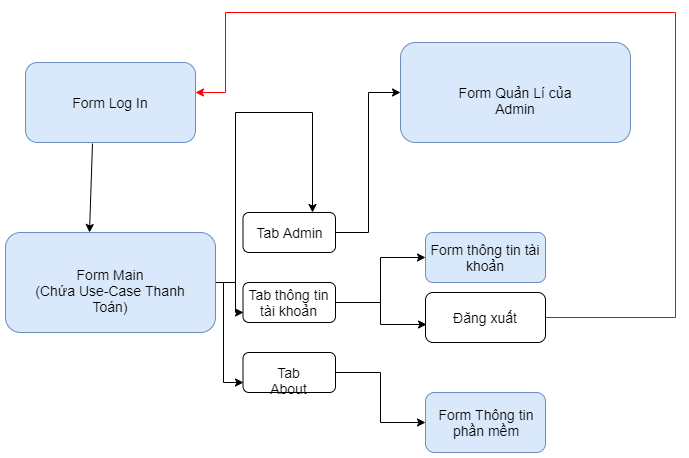 Form Log In
Form Quản Lí của
Admin
Tab Admin
Form Main
(Chứa Use-Case Thanh
Toán)
Form thông tin tài
khoản
Tab thông tin
tài khoản
Đăng xuất
Tab
About
Form Thông tin
phần mềm